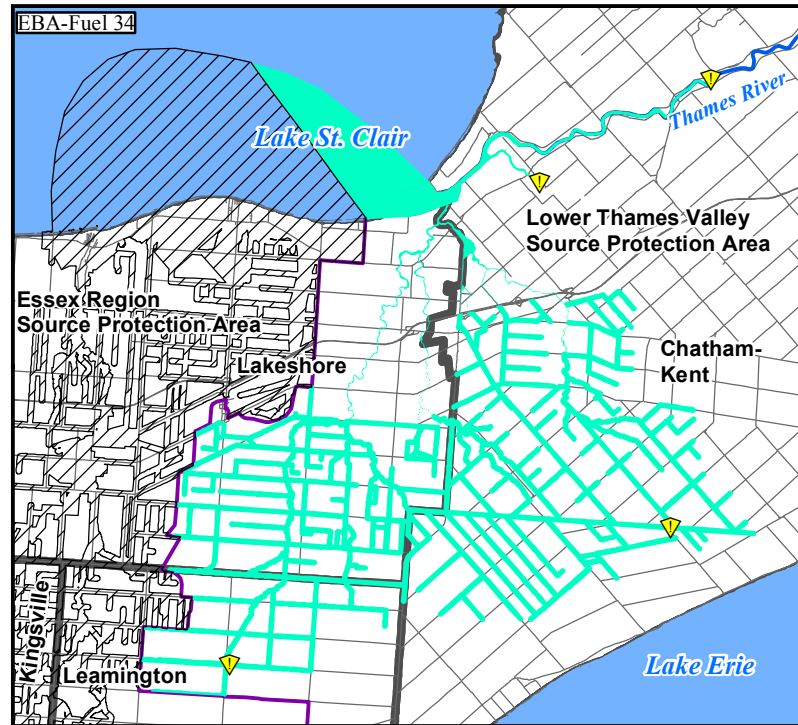 EBA-Fuel 34
Lake St. Clair
Thames River
Lower Thames Valley
Source Protection Area
Essex Region
Source Protection Area
Lakeshore
Chatham-
Kent
Kingsville
Leamington
Lake Erie
!
!
!
!